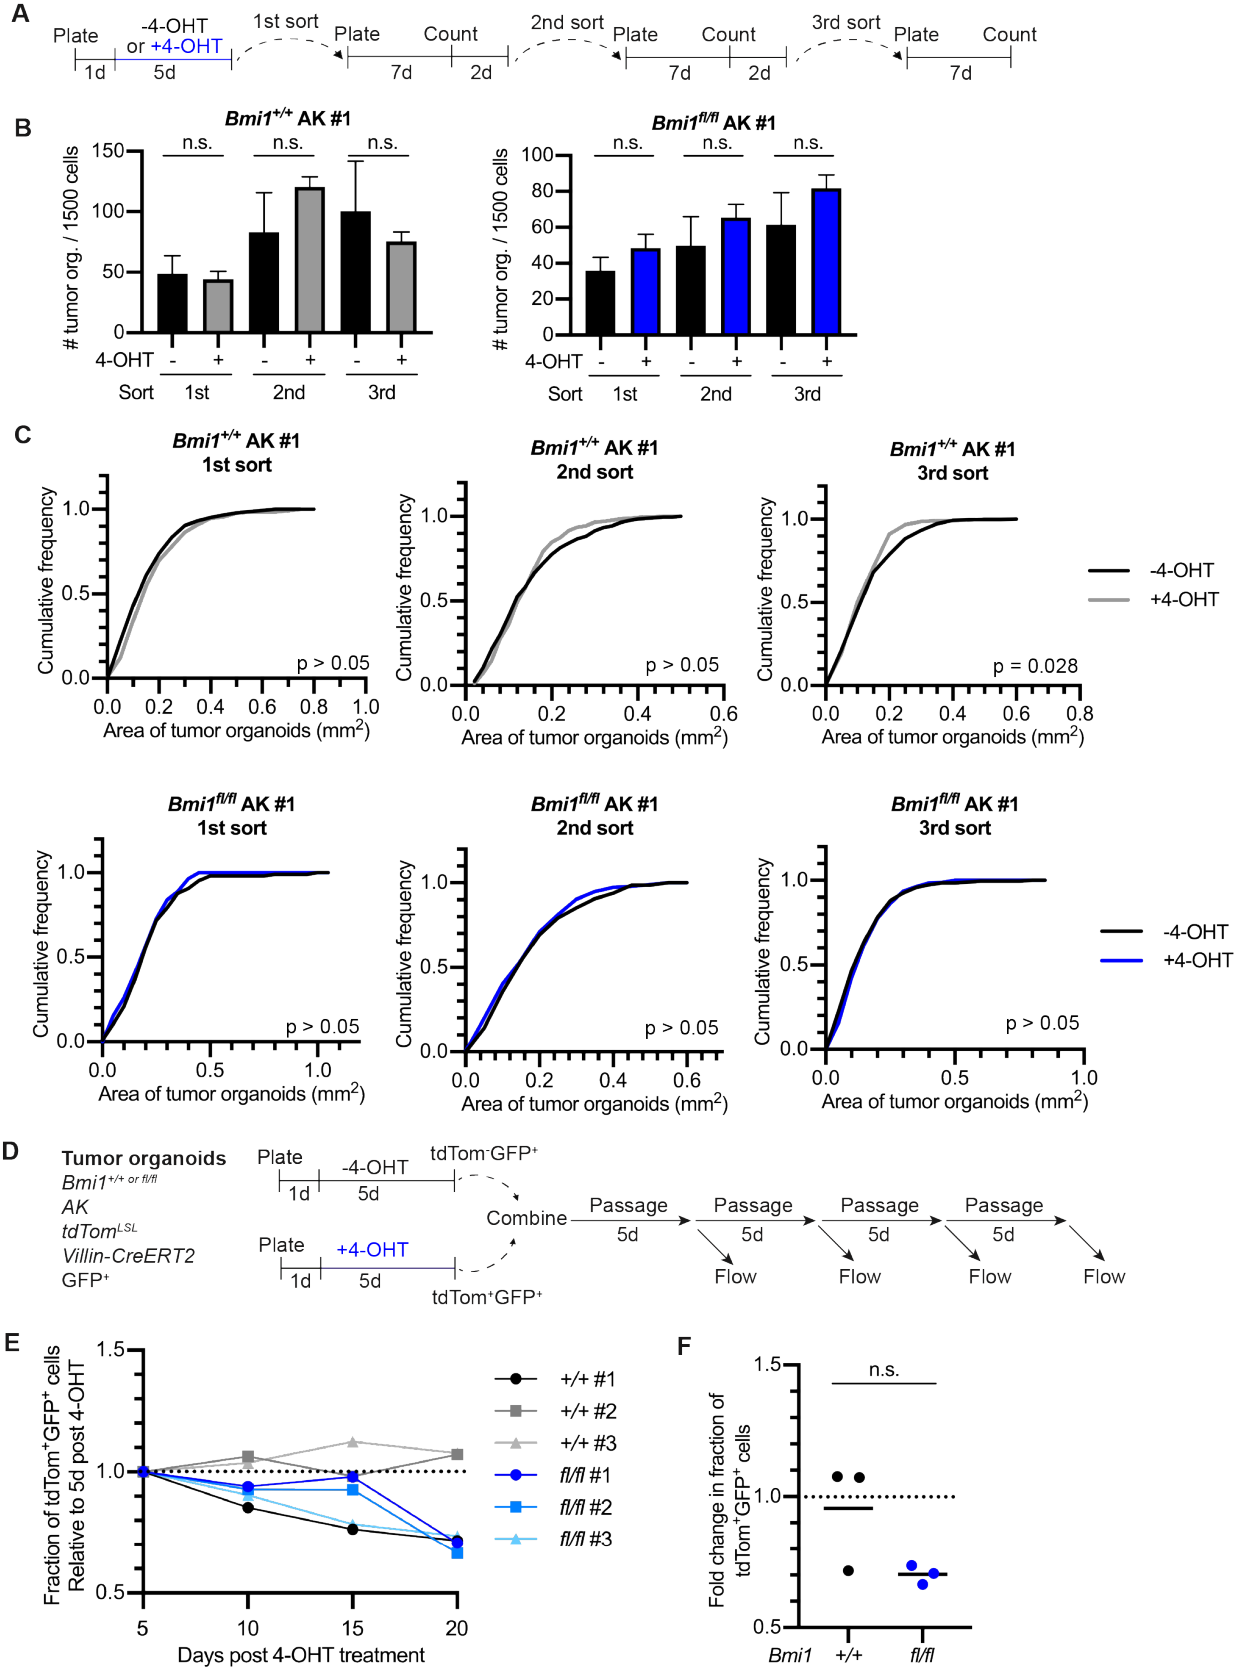 A
Plate
-4-OHT
or +4-OHT
1d
5d
1st sort
Plate
Count
7d
2d
2nd sort
Plate
Count
7d
2d
3rd sort
Plate
Count
7d
B
Bmi1+/+ AK #1
# tumor org. / 1500 cells
150
100
50
0
n.s.
n.s.
n.s.
4-OHT - + - + - +
Sort 1st 2nd 3rd
Bmi1fl/fl AK #1
# tumor org. / 1500 cells
100
80
60
40
20
0
n.s.
n.s.
n.s.
4-OHT - + - + - +
Sort 1st 2nd 3rd
C
Bmi1+/+ AK #1
1st sort
Cumulative frequency
1.0
0.5
0.0
p > 0.05
0.0 0.2 0.4 0.6 0.8 1.0
Area of tumor organoids (mm2)
Bmi1+/+ AK #1
2nd sort
Cumulative frequency
1.0
0.5
0.0
p > 0.05
0.0 0.2 0.4 0.6
Area of tumor organoids (mm2)
Bmi1+/+ AK #1
3rd sort
Cumulative frequency
1.0
0.5
0.0
p = 0.028
0.0 0.2 0.4 0.6 0.8
Area of tumor organoids (mm2)
-4-OHT
+4-OHT
Bmi1fl/fl AK #1
1st sort
Cumulative frequency
1.0
0.5
0.0
p > 0.05
0.0 0.5 1.0
Area of tumor organoids (mm2)
Bmi1fl/fl AK #1
2nd sort
Cumulative frequency
1.0
0.5
0.0
p > 0.05
0.0 0.2 0.4 0.6
Area of tumor organoids (mm2)
Bmi1fl/fl AK #1
3rd sort
Cumulative frequency
1.0
0.5
0.0
p > 0.05
0.0 0.5 1.0
Area of tumor organoids (mm2)
-4-OHT
+4-OHT
D
Tumor organoids
Bmi1+/+ or fl/fl
AK
tdTomLSL
Villin-CreERT2
GFP+
Plate
-4-OHT
1d
5d
tdTom-GFP+
Plate
+4-OHT
1d
5d
tdTom+GFP+
Combine
Passage
5d
Passage
5d
Passage
5d
Passage
5d
Flow
Flow
Flow
Flow
E
Fraction of tdTom+GFP+ cells
Relative to 5d post 4-OHT
1.5
1.0
0.5
5 10 15 20
Days post 4-OHT treatment
+/+ #1
+/+ #2
+/+ #3
fl/fl #1
fl/fl #2
fl/fl #3
F
Fold change in fraction of
tdTom+GFP+ cells
1.5
1.0
0.5
n.s.
Bmi1 +/+ fl/fl